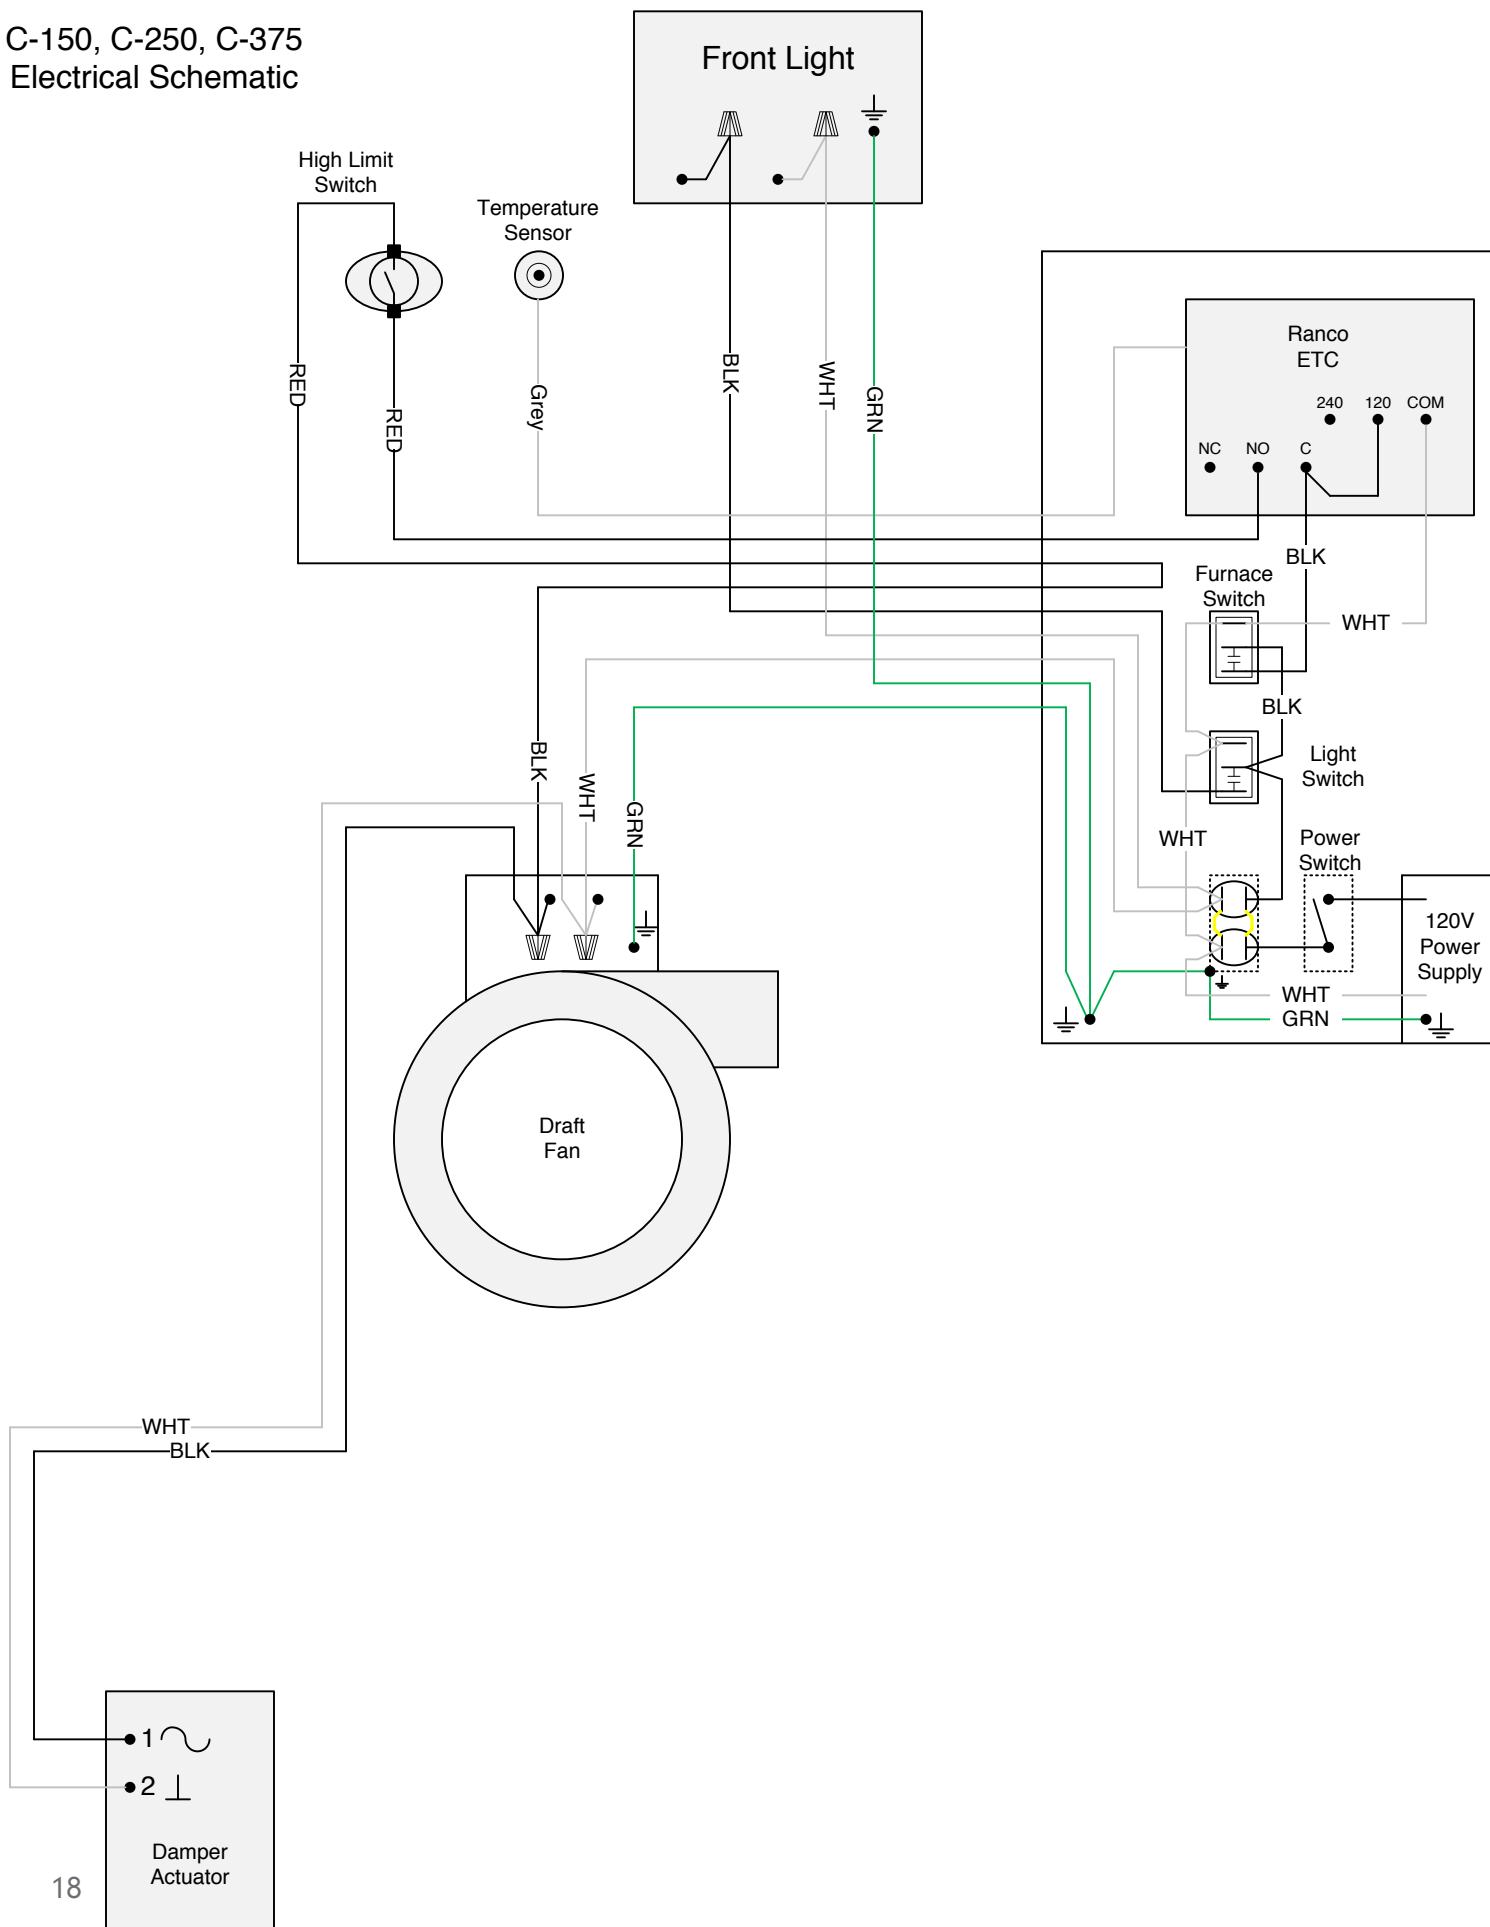 C-150, C-250, C-375
Electrical Schematic
Front Light
High Limit
Switch
Temperature
Sensor
Ranco
ETC
240 120 COM
NC NO C
RED
RED
Grey
BLK
WHT
GRN
BLK
Furnace
Switch
WHT
BLK
Light
Switch
BLK
WHT
GRN
WHT
Power
Switch
120V
Power
Supply
WHT
GRN
Draft
Fan
WHT
BLK
1
2
Damper
Actuator
18